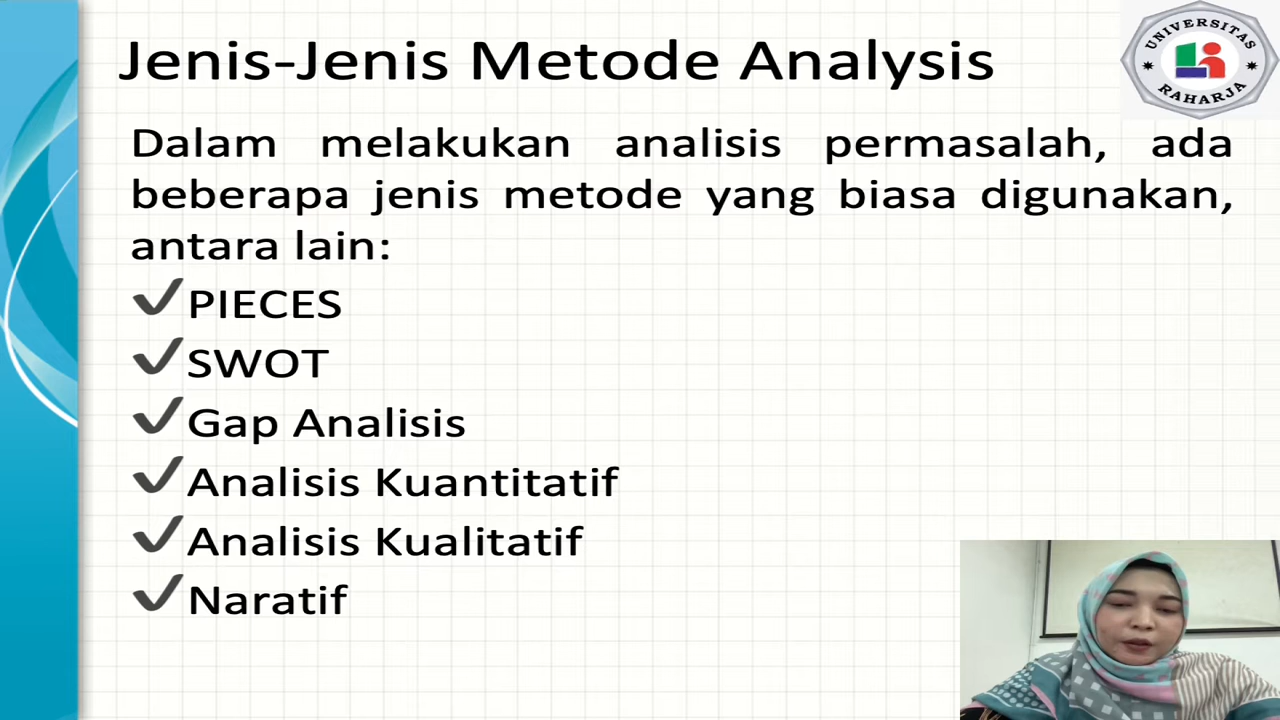 Jenis-Jenis Metode Analysis
UNIVERSITAS
RAHARJA
Dalam melakukan analisis permasalah, ada
beberapa jenis metode yang biasa digunakan,
antara lain:
PIECES
SWOT
Gap Analisis
Analisis Kuantitatif
Analisis Kualitatif
Naratif